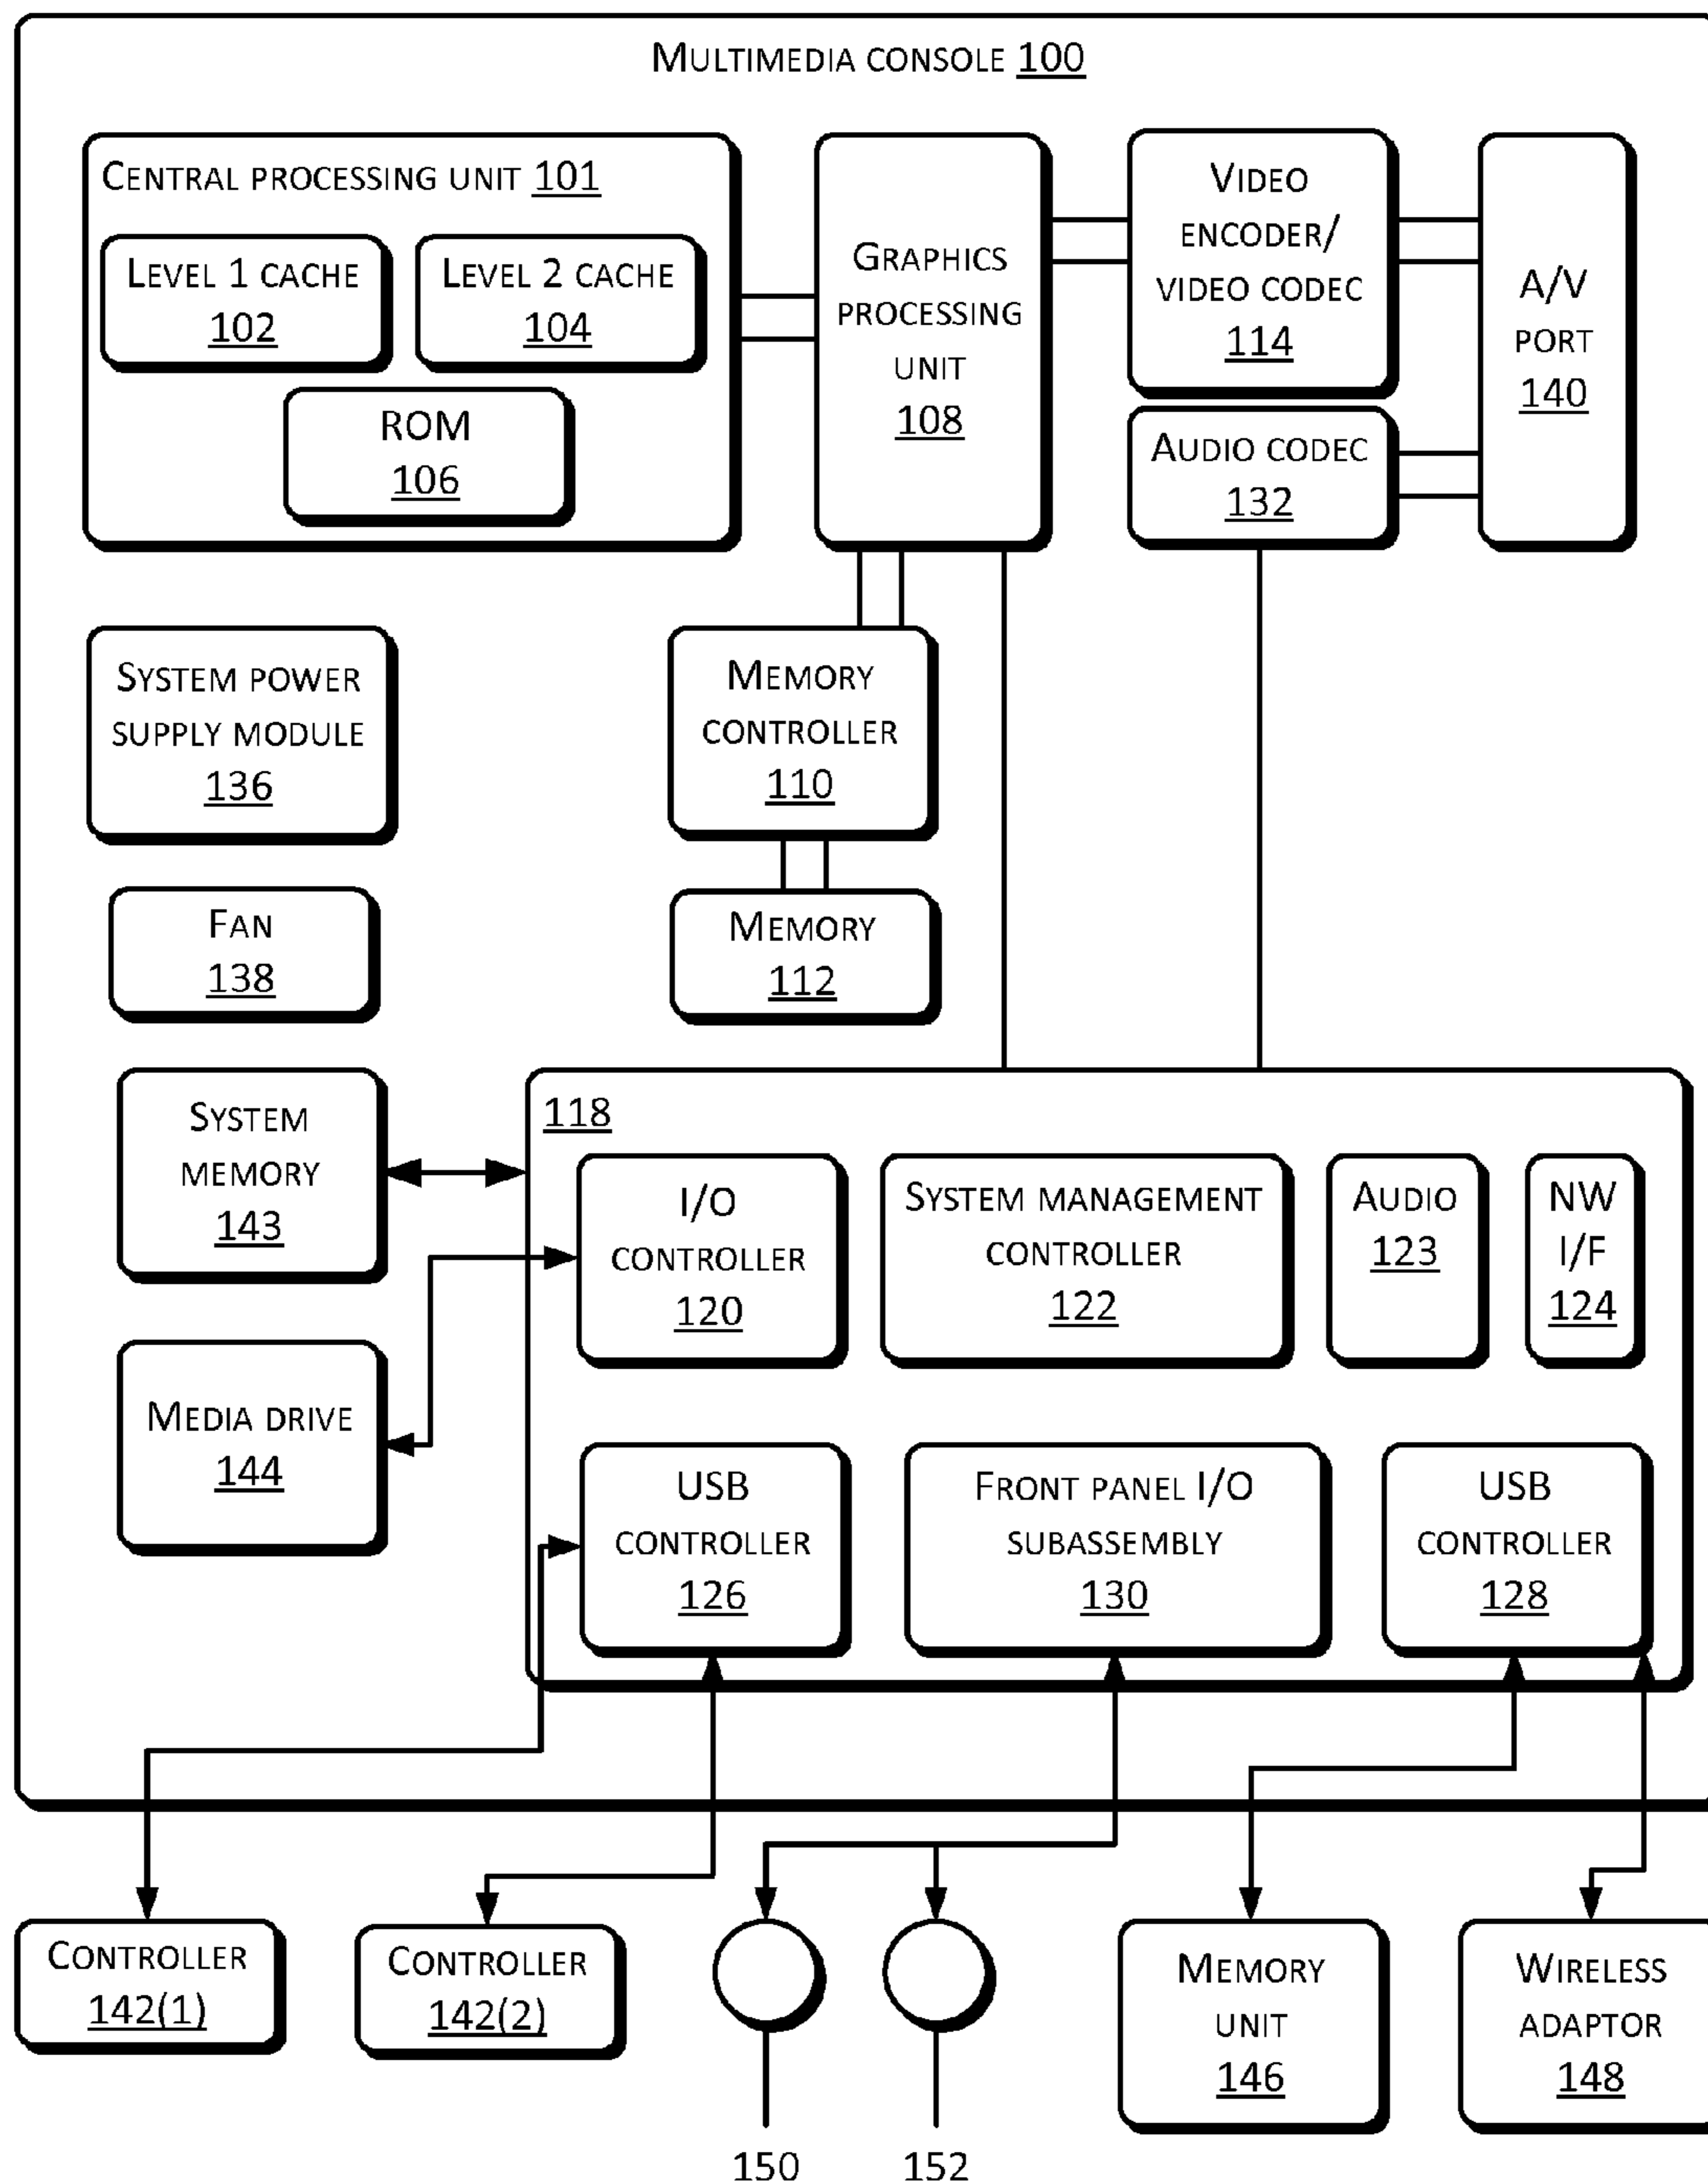 Multimedia console 100
Central processing unit 101
Level 1 cache
102
Level 2 cache
104
ROM
106
Graphics
processing
unit
108
Video
encoder/
video codec
114
Audio codec
132
A/V
port
140
System power
supply module
136
Memory
controller
110
Fan
138
Memory
112
System
memory
143
Media drive
144
118
I/O
controller
120
System management
controller
122
Audio
123
NW
I/F
124
USB
controller
126
Front panel I/O
subassembly
130
USB
controller
128
Controller
142(1)
Controller
142(2)
150
152
Memory
unit
146
Wireless
adaptor
148